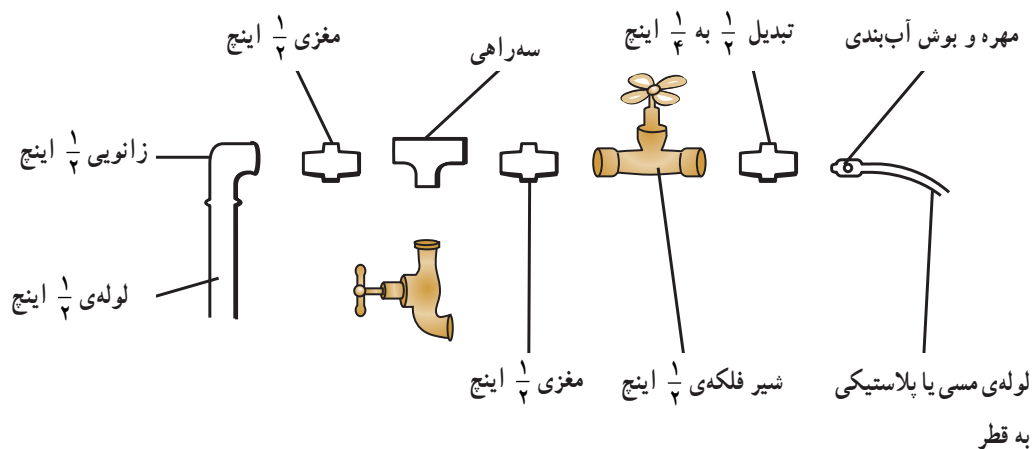 مهره و بوش آب‌بندی
تبدیل ۱/۲ به ۱/۴ اینچ
سه‌راهی
مغزی ۱/۲ اینچ
زانویی ۱/۲ اینچ
لوله‌ی ۱/۲ اینچ
لوله‌ی مسی یا پلاستیکی
به قطر
شیر فلکه‌ی ۱/۲ اینچ
مغزی ۱/۲ اینچ